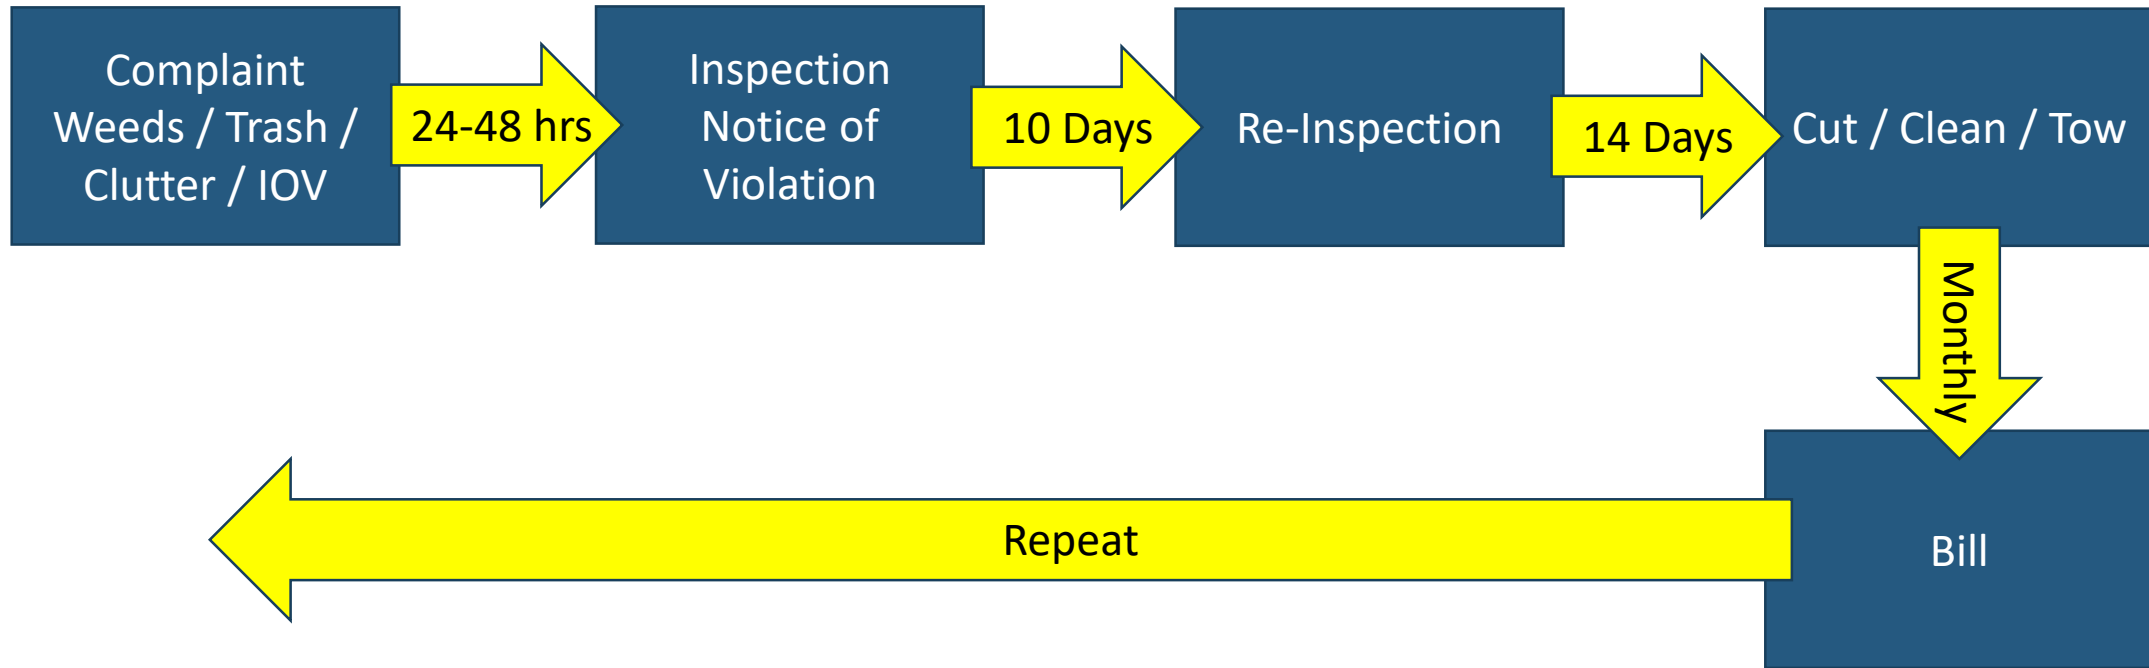 Complaint
Weeds / Trash /
Clutter / IOV
24-48 hrs
Inspection
Notice of
Violation
10 Days
Re-Inspection
14 Days
Cut / Clean / Tow
Monthly
Repeat
Bill